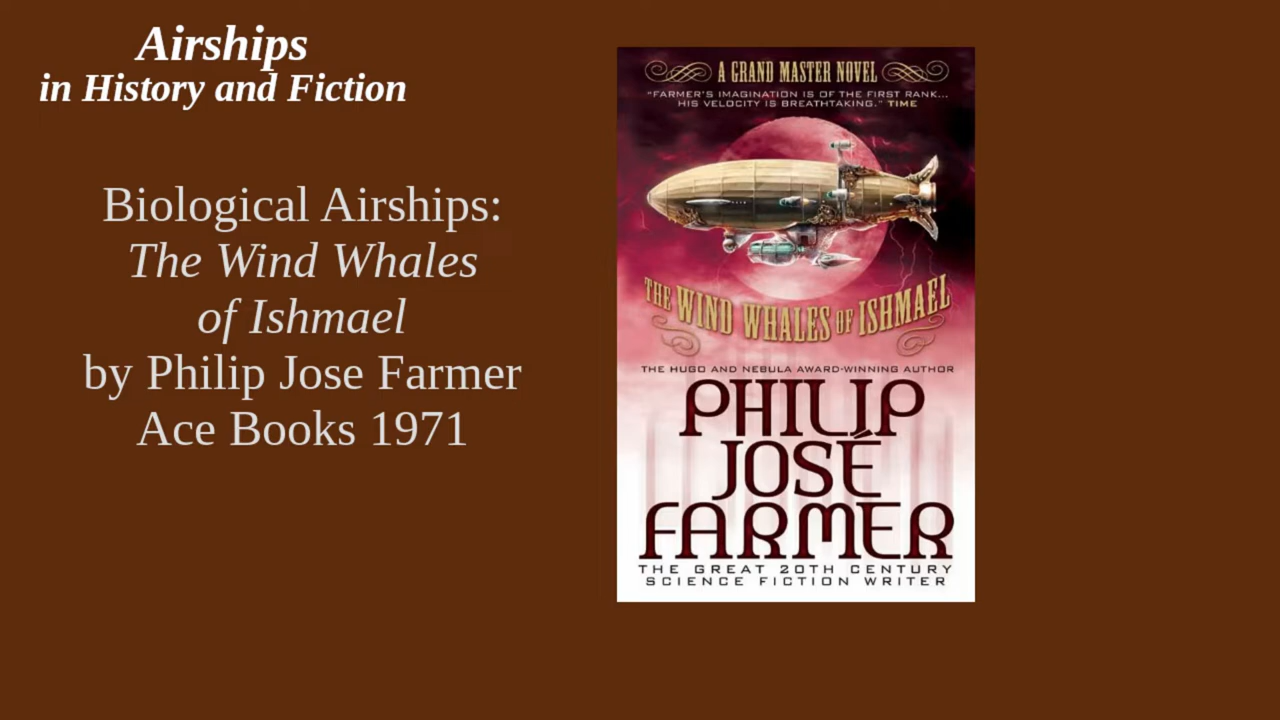 Airships
in History and Fiction
Biological Airships:
The Wind Whales
of Ishmael
by Philip Jose Farmer
Ace Books 1971
A GRAND MASTER NOVEL
"FARMER'S IMAGINATION IS OF THE FIRST RANK...
HIS VELOCITY IS BREATHTAKING." TIME
THE WIND WHALES OF ISHMAEL
THE HUGO AND NEBULA AWARD-WINNING AUTHOR
PHILIP
JOSÉ
FARMER
THE GREAT 20TH CENTURY
SCIENCE FICTION WRITER